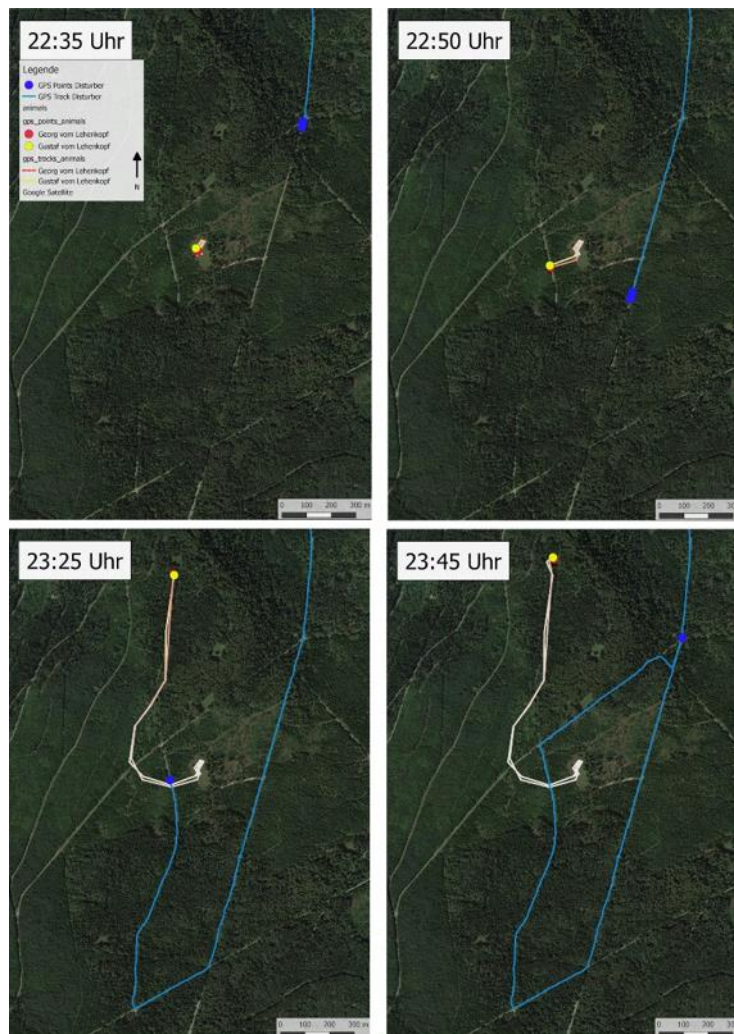 22:35 Uhr
Legende
GPS Points Disturber
GPS Track Disturber
animals
gps_points_animals
Georg vom Lehenkopf
Gustaf vom Lehenkopf
gps_tracks_animals
Georg vom Lehenkopf
Gustaf vom Lehenkopf
Google Satellite
N
0 100 200 300 m
22:50 Uhr
0 100 200 300
23:25 Uhr
0 100 200 300 m
23:45 Uhr
0 100 200 300